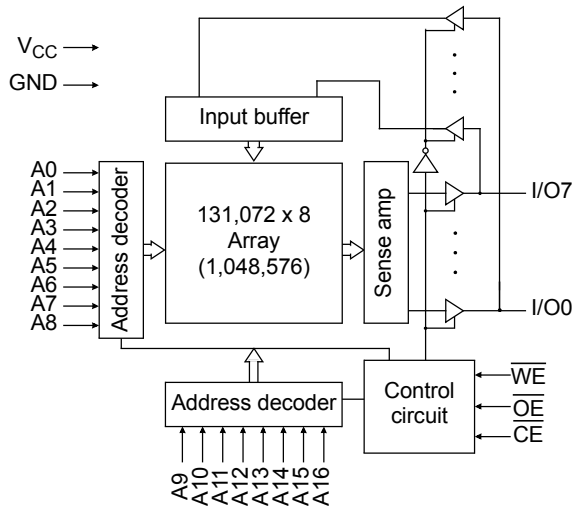 VCC
GND
Input buffer
A0
A1
A2
A3
A4
A5
A6
A7
A8
Address decoder
131,072 x 8
Array
(1,048,576)
Sense amp
I/O7
I/O0
Address decoder
Control
circuit
WE
OE
CE
A9
A10
A11
A12
A13
A14
A15
A16